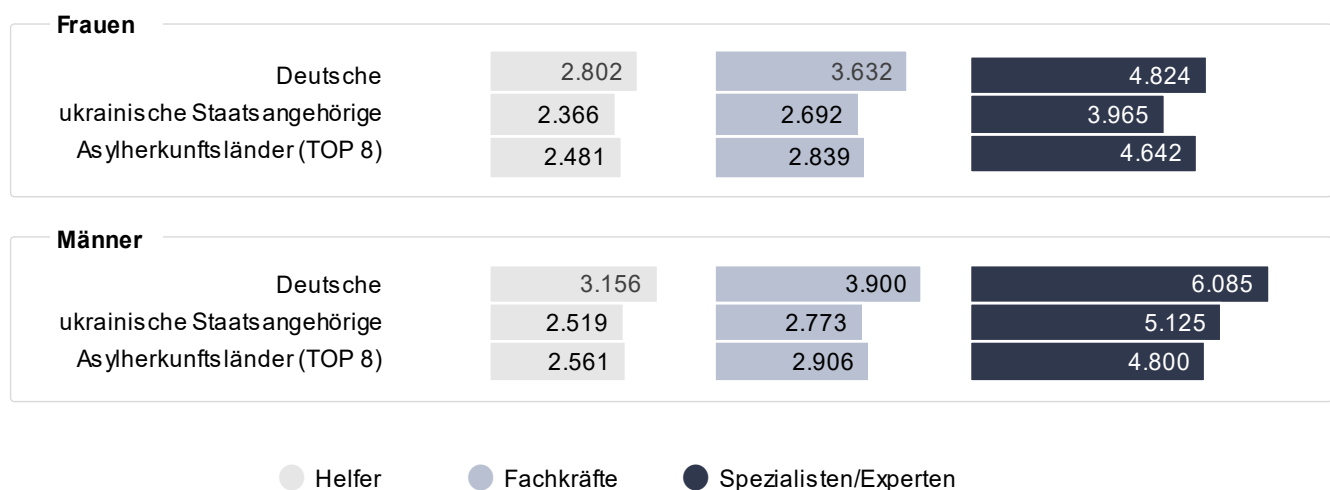 Frauen
Deutsche 2.802 3.632 4.824
ukrainische Staatsangehörige 2.366 2.692 3.965
Asylherkunftsländer (TOP 8) 2.481 2.839 4.642
Männer
Deutsche 3.156 3.900 6.085
ukrainische Staatsangehörige 2.519 2.773 5.125
Asylherkunftsländer (TOP 8) 2.561 2.906 4.800
Helfer Fachkräfte Spezialisten/Experten